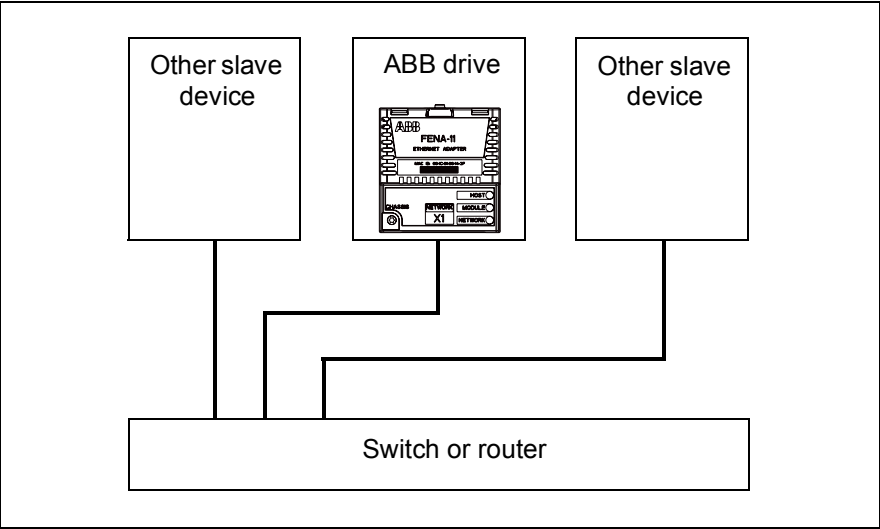 Other slave
device
ABB drive
Other slave
device
ABB
FENA-11
ETHERNET ADAPTER
HOST
CHASSIS
NETWORK
MODULE
X1
NETWORK
Switch or router